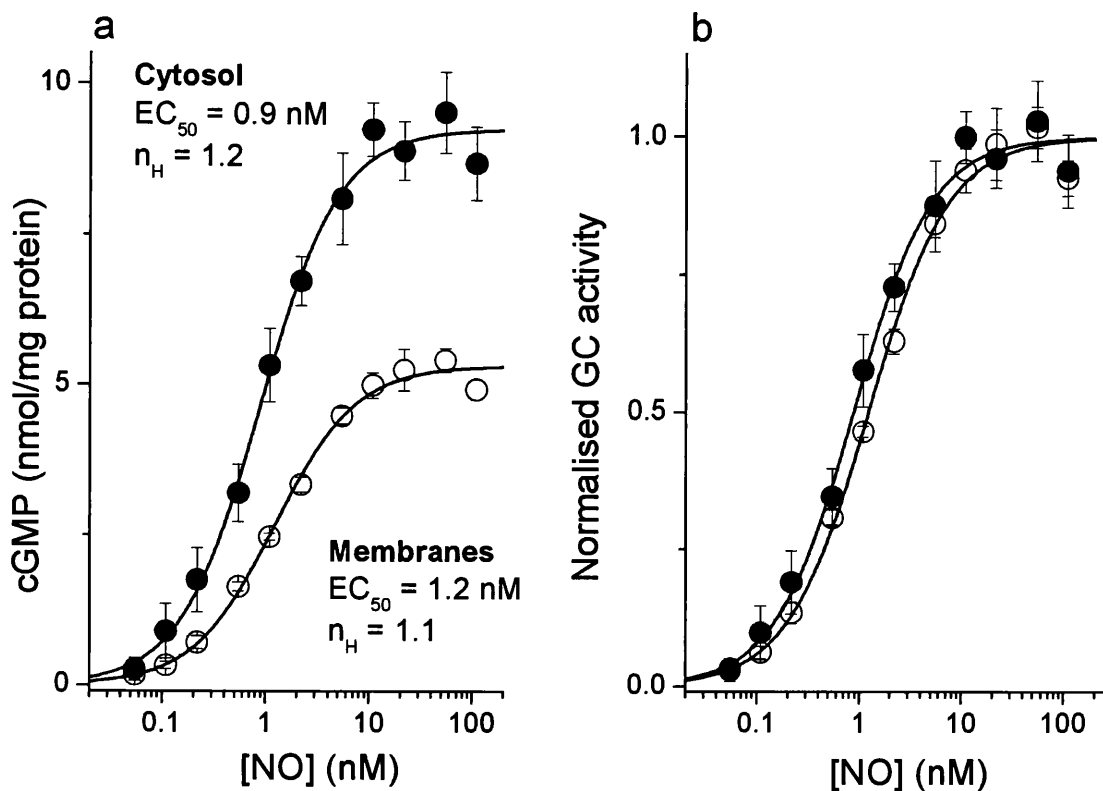 a
Cytosol
EC50 = 0.9 nM
nH = 1.2
Membranes
EC50 = 1.2 nM
nH = 1.1
10
5
0
cGMP (nmol/mg protein)
0.1 1 10 100
[NO] (nM)
b
1.0
0.5
0.0
Normalised GC activity
0.1 1 10 100
[NO] (nM)